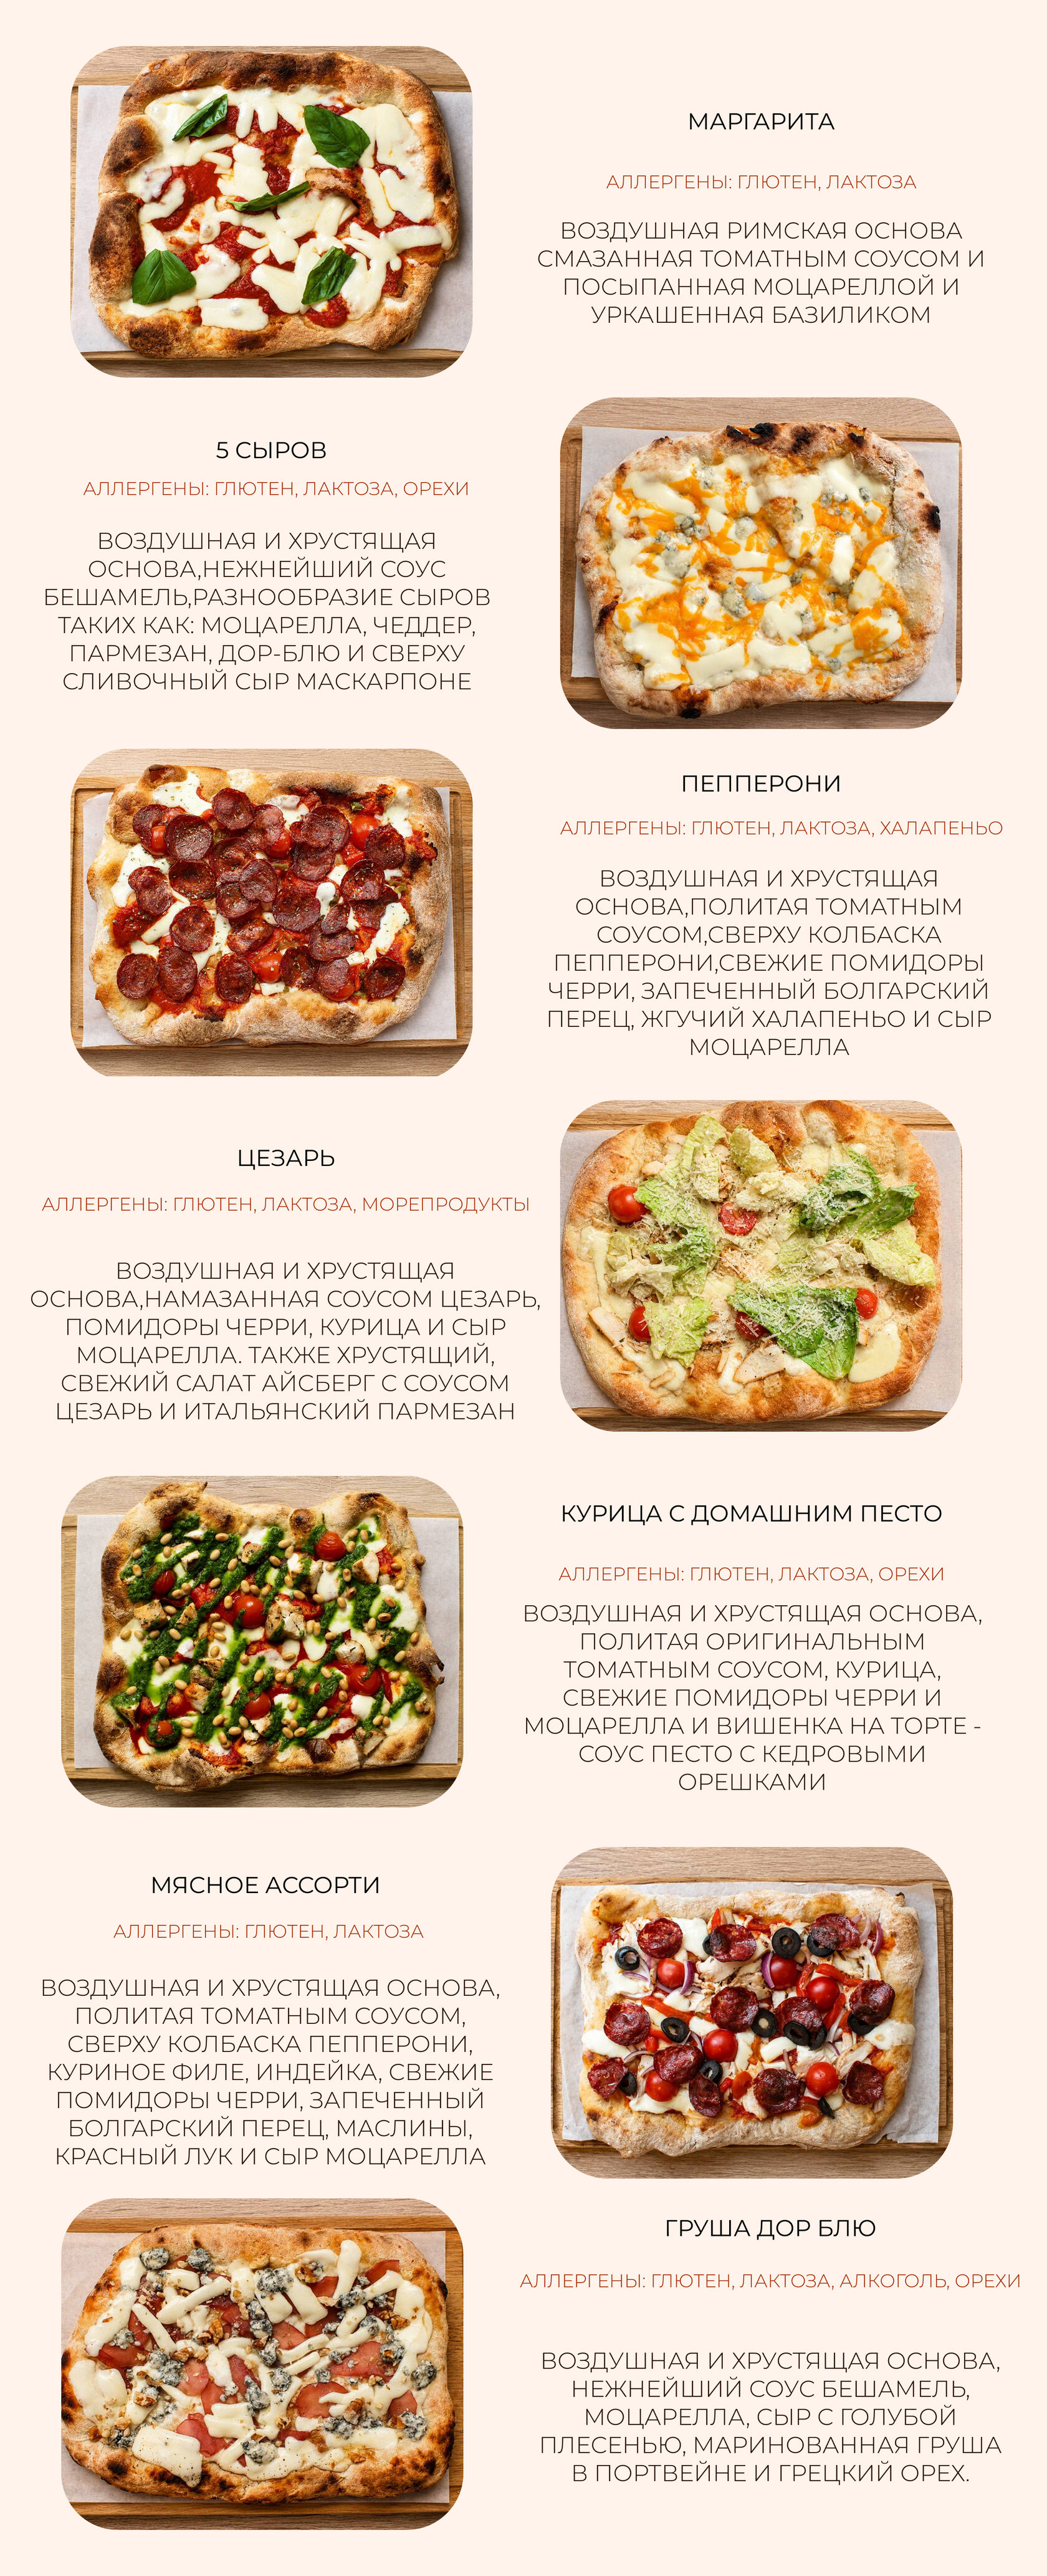 МАРГАРИТА
АЛЛЕРГЕНЫ: ГЛЮТЕН, ЛАКТОЗА
ВОЗДУШНАЯ РИМСКАЯ ОСНОВА
СМАЗАННАЯ ТОМАТНЫМ СОУСОМ И
ПОСЫПАННАЯ МОЦАРЕЛЛОЙ И
УРКАШЕННАЯ БАЗИЛИКОМ
5 СЫРОВ
АЛЛЕРГЕНЫ: ГЛЮТЕН, ЛАКТОЗА, ОРЕХИ
ВОЗДУШНАЯ И ХРУСТЯЩАЯ
ОСНОВА,НЕЖНЕЙШИЙ СОУС
БЕШАМЕЛЬ,РАЗНООБРАЗИЕ СЫРОВ
ТАКИХ КАК: МОЦАРЕЛЛА, ЧЕДДЕР,
ПАРМЕЗАН, ДОР-БЛЮ И СВЕРХУ
СЛИВОЧНЫЙ СЫР МАСКАРПОНЕ
ПЕППЕРОНИ
АЛЛЕРГЕНЫ: ГЛЮТЕН, ЛАКТОЗА, ХАЛАПЕНЬО
ВОЗДУШНАЯ И ХРУСТЯЩАЯ
ОСНОВА,ПОЛИТАЯ ТОМАТНЫМ
СОУСОМ,СВЕРХУ КОЛБАСКА
ПЕППЕРОНИ,СВЕЖИЕ ПОМИДОРЫ
ЧЕРРИ, ЗАПЕЧЕННЫЙ БОЛГАРСКИЙ
ПЕРЕЦ, ЖГУЧИЙ ХАЛАПЕНЬО И СЫР
МОЦАРЕЛЛА
ЦЕЗАРЬ
АЛЛЕРГЕНЫ: ГЛЮТЕН, ЛАКТОЗА, МОРЕПРОДУКТЫ
ВОЗДУШНАЯ И ХРУСТЯЩАЯ
ОСНОВА,НАМАЗАННАЯ СОУСОМ ЦЕЗАРЬ,
ПОМИДОРЫ ЧЕРРИ, КУРИЦА И СЫР
МОЦАРЕЛЛА. ТАКЖЕ ХРУСТЯЩИЙ,
СВЕЖИЙ САЛАТ АЙСБЕРГ С СОУСОМ
ЦЕЗАРЬ И ИТАЛЬЯНСКИЙ ПАРМЕЗАН
КУРИЦА С ДОМАШНИМ ПЕСТО
АЛЛЕРГЕНЫ: ГЛЮТЕН, ЛАКТОЗА, ОРЕХИ
ВОЗДУШНАЯ И ХРУСТЯЩАЯ ОСНОВА,
ПОЛИТАЯ ОРИГИНАЛЬНЫМ
ТОМАТНЫМ СОУСОМ, КУРИЦА,
СВЕЖИЕ ПОМИДОРЫ ЧЕРРИ И
МОЦАРЕЛЛА И ВИШЕНКА НА ТОРТЕ -
СОУС ПЕСТО С КЕДРОВЫМИ
ОРЕШКАМИ
МЯСНОЕ АССОРТИ
АЛЛЕРГЕНЫ: ГЛЮТЕН, ЛАКТОЗА
ВОЗДУШНАЯ И ХРУСТЯЩАЯ ОСНОВА,
ПОЛИТАЯ ТОМАТНЫМ СОУСОМ,
СВЕРХУ КОЛБАСКА ПЕППЕРОНИ,
КУРИНОЕ ФИЛЕ, ИНДЕЙКА, СВЕЖИЕ
ПОМИДОРЫ ЧЕРРИ, ЗАПЕЧЕННЫЙ
БОЛГАРСКИЙ ПЕРЕЦ, МАСЛИНЫ,
КРАСНЫЙ ЛУК И СЫР МОЦАРЕЛЛА
ГРУША ДОР БЛЮ
АЛЛЕРГЕНЫ: ГЛЮТЕН, ЛАКТОЗА, АЛКОГОЛЬ, ОРЕХИ
ВОЗДУШНАЯ И ХРУСТЯЩАЯ ОСНОВА,
НЕЖНЕЙШИЙ СОУС БЕШАМЕЛЬ,
МОЦАРЕЛЛА, СЫР С ГОЛУБОЙ
ПЛЕСЕНЬЮ, МАРИНОВАННАЯ ГРУША
В ПОРТВЕЙНЕ И ГРЕЦКИЙ ОРЕХ.